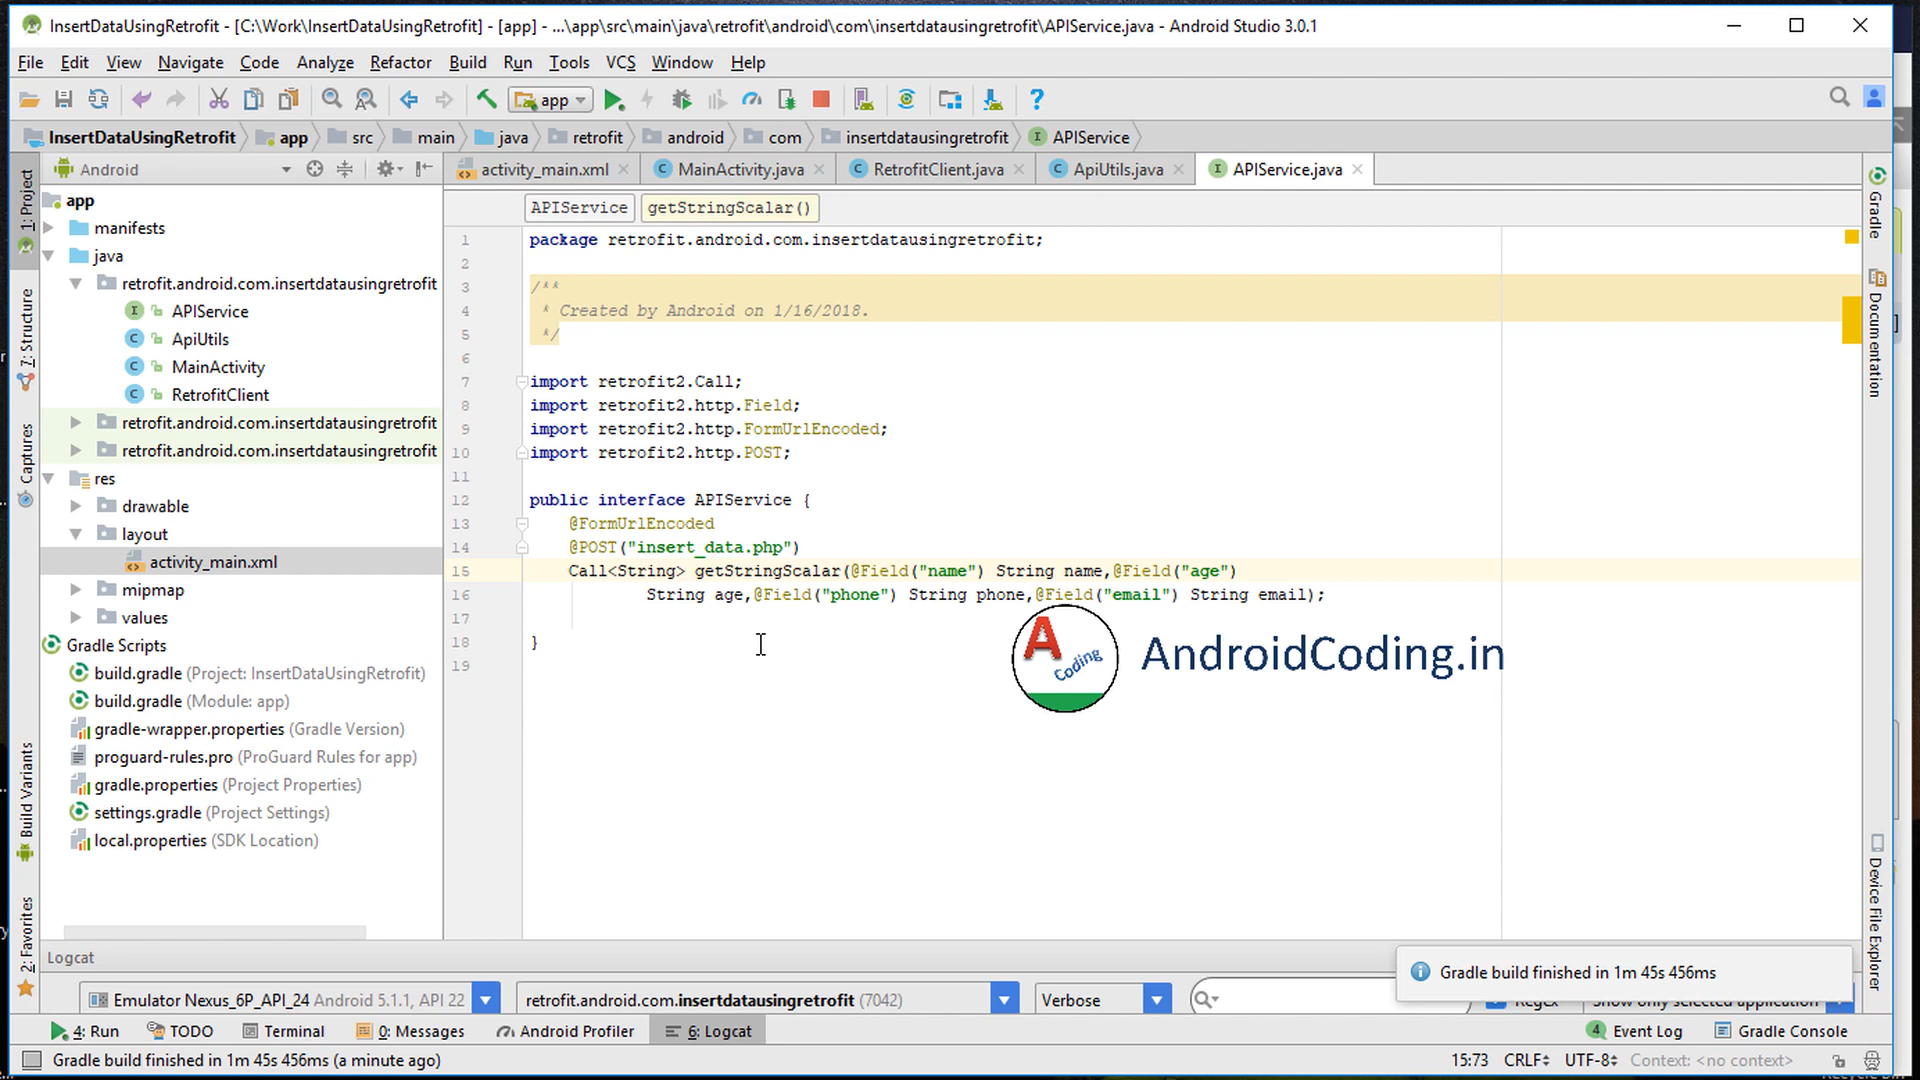 InsertDataUsingRetrofit - [C:\Work\InsertDataUsingRetrofit] - [app] - ...\app\src\main\java\retrofit\android\com\insertdatausingretrofit\APIService.java - Android Studio 3.0.1
File Edit View Navigate Code Analyze Refactor Build Run Tools VCS Window Help
app
InsertDataUsingRetrofit app src main java retrofit android com insertdatausingretrofit APIService
Android
activity_main.xml MainActivity.java RetrofitClient.java ApiUtils.java APIService.java
1: Project
7: Structure
Captures
Build Variants
2: Favorites
app
manifests
java
retrofit.android.com.insertdatausingretrofit
APIService
ApiUtils
MainActivity
RetrofitClient
retrofit.android.com.insertdatausingretrofit
retrofit.android.com.insertdatausingretrofit
res
drawable
layout
activity_main.xml
mipmap
values
Gradle Scripts
build.gradle (Project: InsertDataUsingRetrofit)
build.gradle (Module: app)
gradle-wrapper.properties (Gradle Version)
proguard-rules.pro (ProGuard Rules for app)
gradle.properties (Project Properties)
settings.gradle (Project Settings)
local.properties (SDK Location)
APIService getStringScalar()
1 package retrofit.android.com.insertdatausingretrofit;
2
3 /**
4 * Created by Android on 1/16/2018.
5 */
6
7 import retrofit2.Call;
8 import retrofit2.http.Field;
9 import retrofit2.http.FormUrlEncoded;
10 import retrofit2.http.POST;
11
12 public interface APIService {
13 @FormUrlEncoded
14 @POST("insert_data.php")
15 Call<String> getStringScalar(@Field("name") String name,@Field("age")
16 String age,@Field("phone") String phone,@Field("email") String email);
17
18 }
19
A Coding
AndroidCoding.in
Gradle
Documentation
Device File Explorer
Logcat
Gradle build finished in 1m 45s 456ms
Emulator Nexus_6P_API_24 Android 5.1.1, API 22 retrofit.android.com.insertdatausingretrofit (7042) Verbose
4: Run TODO Terminal 0: Messages Android Profiler 6: Logcat Event Log Gradle Console
4
Gradle build finished in 1m 45s 456ms (a minute ago)
15:73 CRLF UTF-8 Context: <no context>